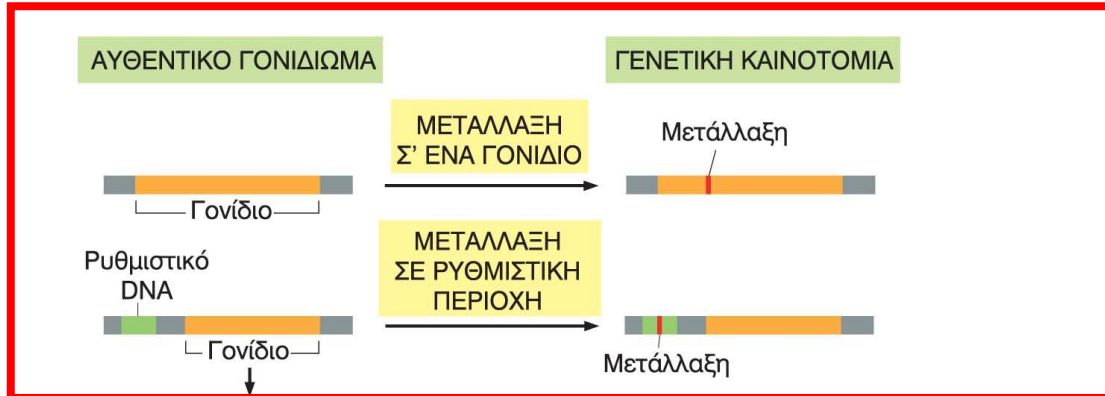 ΑΥΘΕΝΤΙΚΟ ΓΟΝΙΔΙΩΜΑ
ΓΕΝΕΤΙΚΗ ΚΑΙΝΟΤΟΜΙΑ
ΜΕΤΑΛΛΑΞΗ
Σ' ΕΝΑ ΓΟΝΙΔΙΟ
Μετάλλαξη
Γονίδιο
Ρυθμιστικό
DNA
ΜΕΤΑΛΛΑΞΗ
ΣΕ ΡΥΘΜΙΣΤΙΚΗ
ΠΕΡΙΟΧΗ
Γονίδιο
Μετάλλαξη